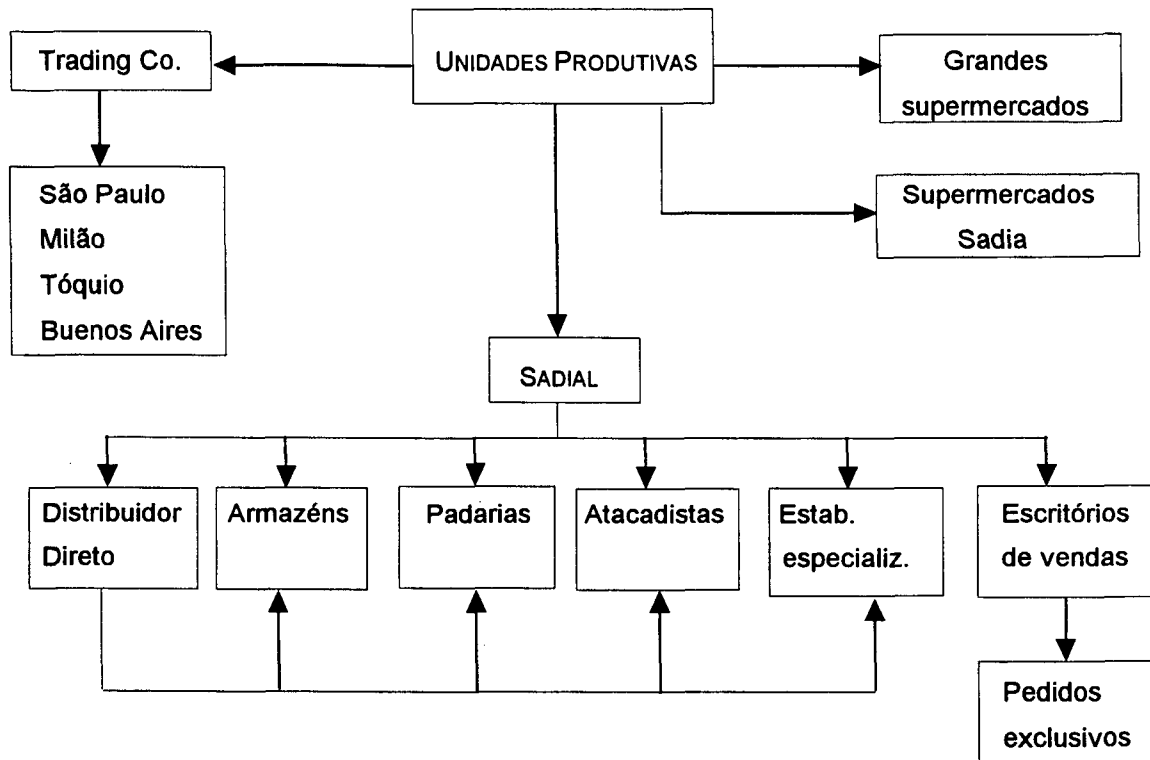 Trading Co.
UNIDADES PRODUTIVAS
Grandes
supermercados
São Paulo
Milão
Tóquio
Buenos Aires
Supermercados
Sadia
SADIAL
Distribuidor
Direto
Armazéns
Padarias
Atacadistas
Estab.
especializ.
Escritórios
de vendas
Pedidos
exclusivos